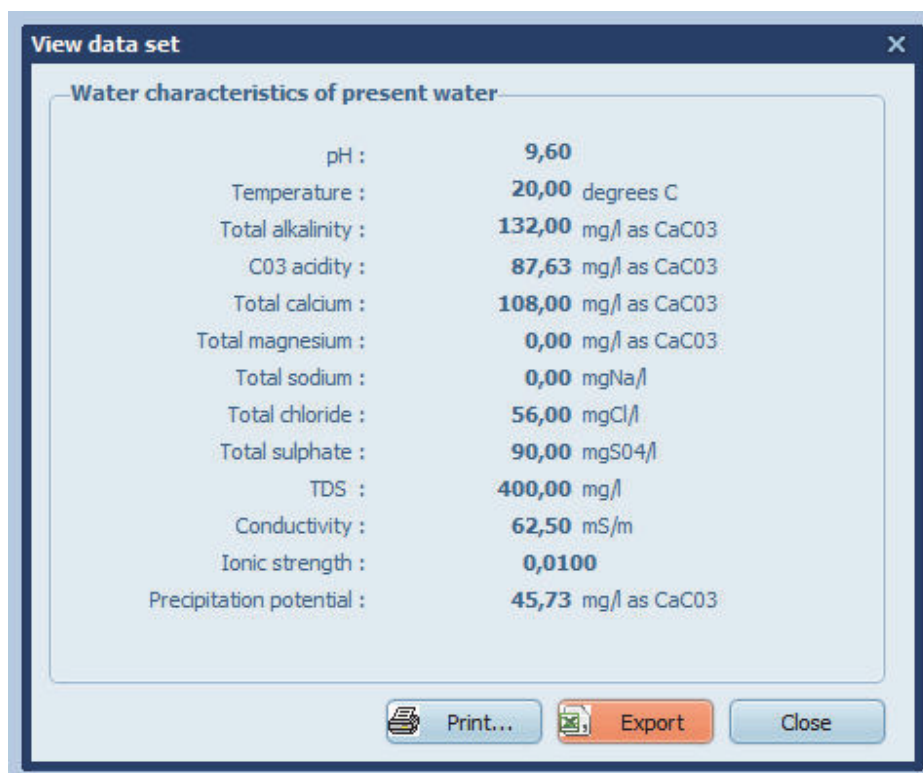 View data set
Water characteristics of present water
pH : 9,60
Temperature : 20,00 degrees C
Total alkalinity : 132,00 mg/l as CaC03
C03 acidity : 87,63 mg/l as CaC03
Total calcium : 108,00 mg/l as CaC03
Total magnesium : 0,00 mg/l as CaC03
Total sodium : 0,00 mgNa/l
Total chloride : 56,00 mgCl/l
Total sulphate : 90,00 mgS04/l
TDS : 400,00 mg/l
Conductivity : 62,50 mS/m
Ionic strength : 0,0100
Precipitation potential : 45,73 mg/l as CaC03
Print... Export Close